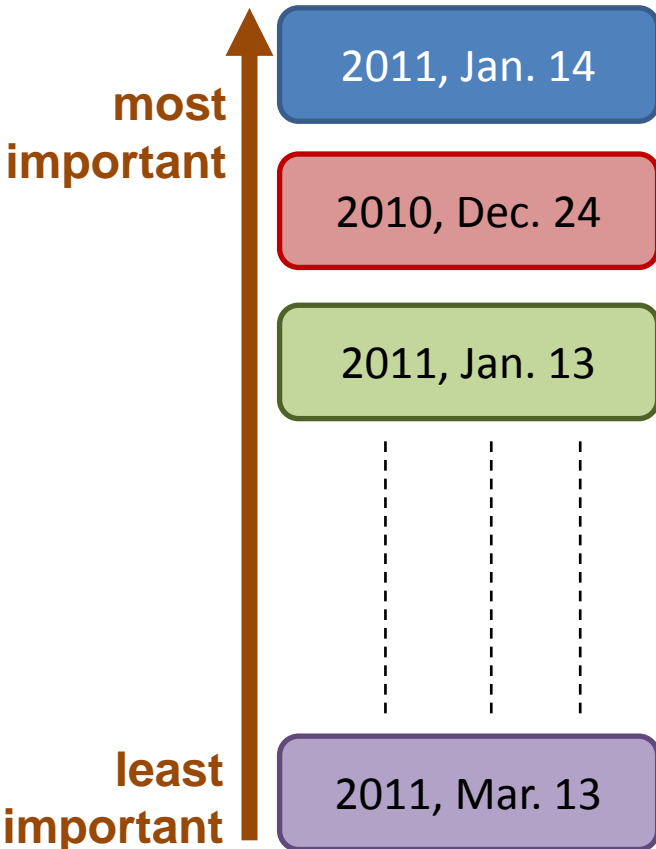 most
important
2011, Jan. 14
2010, Dec. 24
2011, Jan. 13
least
important
2011, Mar. 13